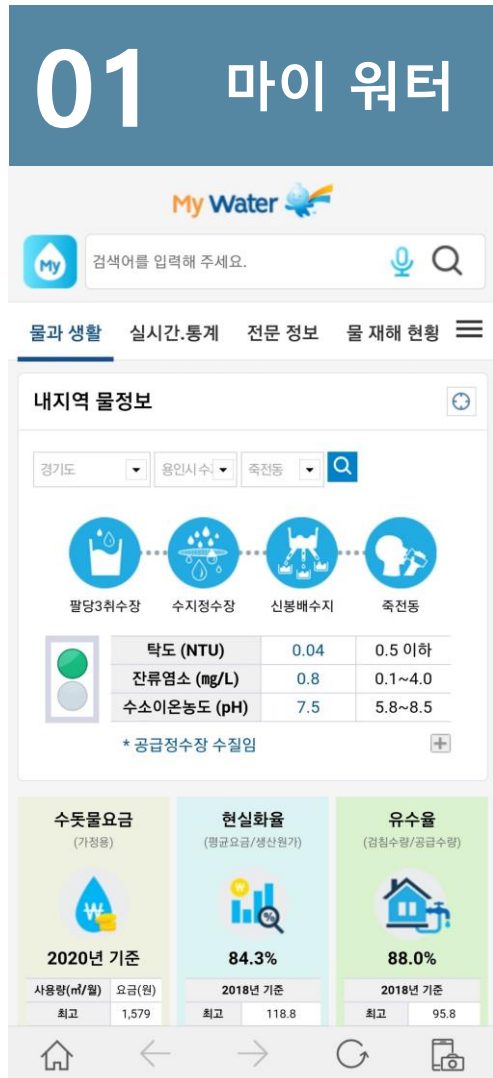 01 마이 워터
My Water
My 검색어를 입력해 주세요.
물과 생활 실시간.통계 전문 정보 물 재해 현황
내지역 물정보
경기도 용인시 수 죽전동
팔당3취수장 수지정수장 신봉배수지 죽전동
탁도 (NTU) 0.04 0.5 이하
잔류염소 (㎎/L) 0.8 0.1~4.0
수소이온농도 (pH) 7.5 5.8~8.5
* 공급정수장 수질임
수돗물요금 현실화율 유수율
(가정용) (평균요금/생산원가) (검침수량/공급수량)
2020년 기준 84.3% 88.0%
사용량(㎥/월) 요금(원) 2018년 기준 2018년 기준
최고 1,579 최고 118.8 최고 95.8